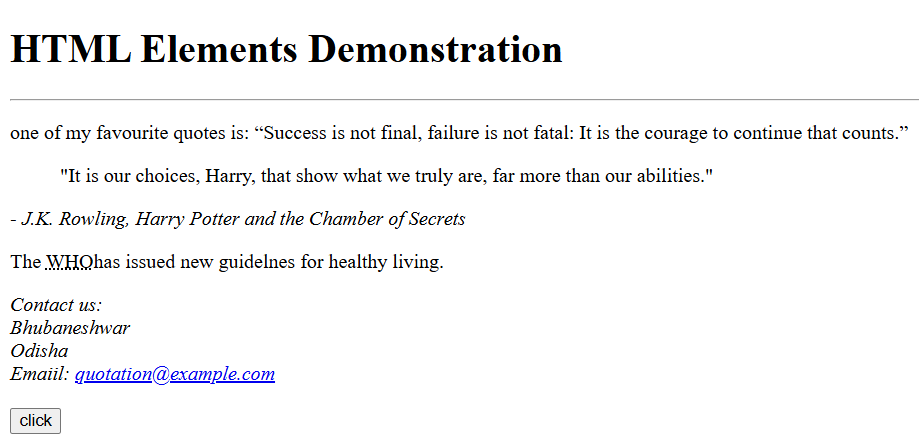 HTML Elements Demonstration
one of my favourite quotes is: “Success is not final, failure is not fatal: It is the courage to continue that counts.”
"It is our choices, Harry, that show what we truly are, far more than our abilities."
- J.K. Rowling, Harry Potter and the Chamber of Secrets
The WHOhas issued new guidelnes for healthy living.
Contact us:
Bhubaneshwar
Odisha
Emaiil: quotation@example.com
click